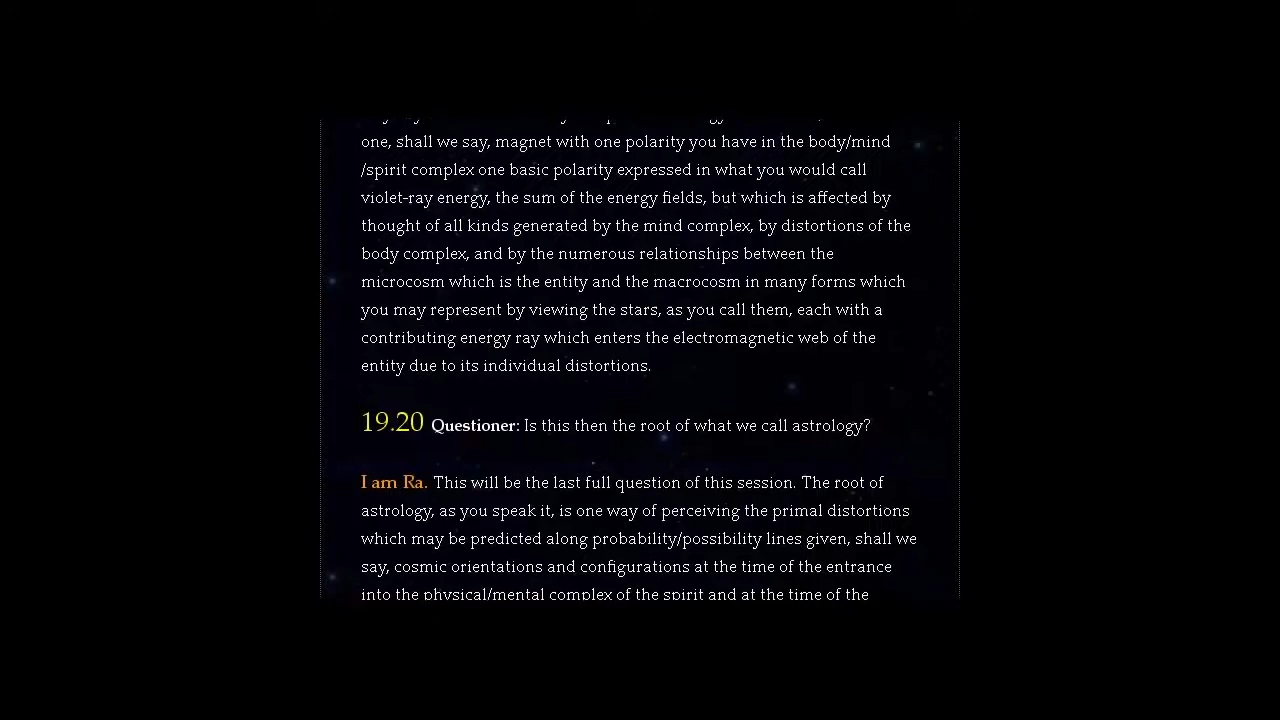 one, shall we say, magnet with one polarity you have in the body/mind
/spirit complex one basic polarity expressed in what you would call
violet-ray energy, the sum of the energy fields, but which is affected by
thought of all kinds generated by the mind complex, by distortions of the
body complex, and by the numerous relationships between the
microcosm which is the entity and the macrocosm in many forms which
you may represent by viewing the stars, as you call them, each with a
contributing energy ray which enters the electromagnetic web of the
entity due to its individual distortions.
19.20 Questioner: Is this then the root of what we call astrology?
I am Ra. This will be the last full question of this session. The root of
astrology, as you speak it, is one way of perceiving the primal distortions
which may be predicted along probability/possibility lines given, shall we
say, cosmic orientations and configurations at the time of the entrance
into the physical/mental complex of the spirit and at the time of the